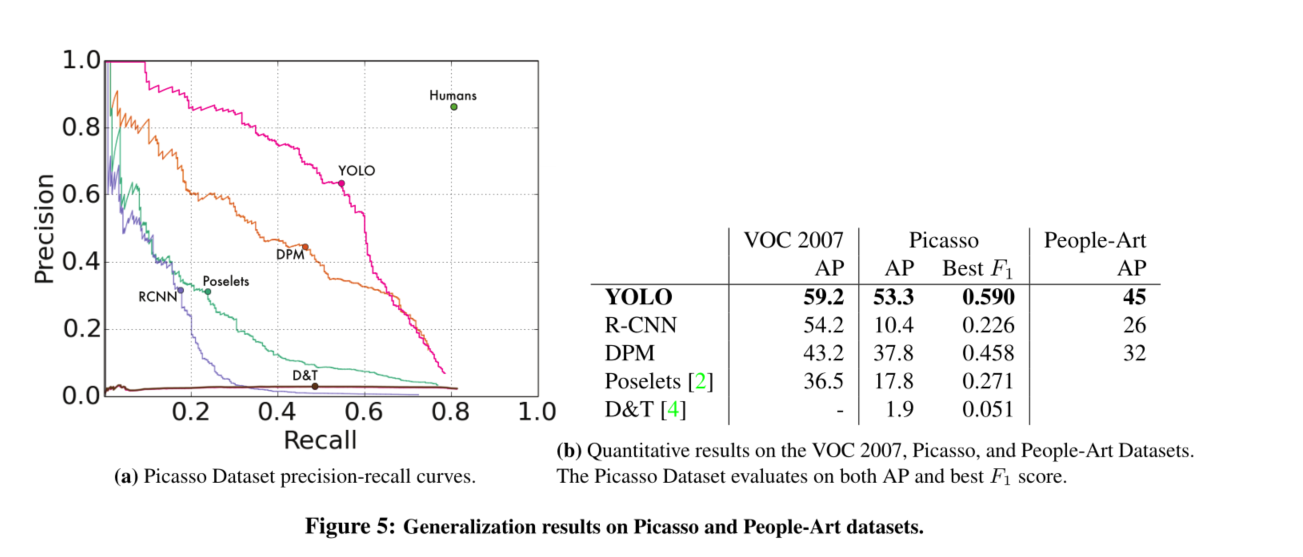 1.0
0.8
0.6
0.4
0.2
0.0
Precision
0.2 0.4 0.6 0.8 1.0
Recall
Humans
YOLO
DPM
Poselets
RCNN
D&T
(a) Picasso Dataset precision-recall curves.
VOC 2007 Picasso People-Art
AP AP Best F1 AP
YOLO 59.2 53.3 0.590 45
R-CNN 54.2 10.4 0.226 26
DPM 43.2 37.8 0.458 32
Poselets [2] 36.5 17.8 0.271
D&T [4] - 1.9 0.051
(b) Quantitative results on the VOC 2007, Picasso, and People-Art Datasets.
The Picasso Dataset evaluates on both AP and best F1 score.
Figure 5: Generalization results on Picasso and People-Art datasets.